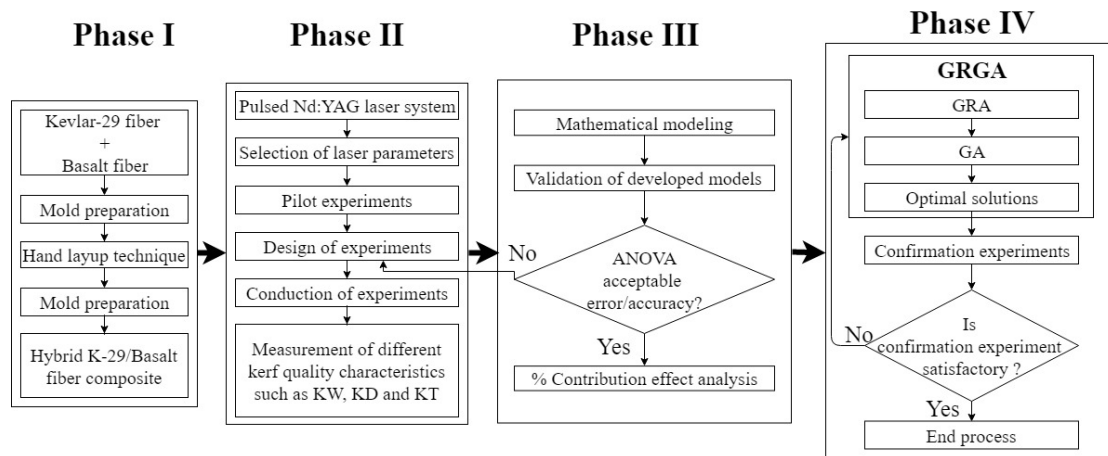 Phase I
Kevlar-29 fiber
+
Basalt fiber
Mold preparation
Hand layup technique
Mold preparation
Hybrid K-29/Basalt
fiber composite
Phase II
Pulsed Nd:YAG laser system
Selection of laser parameters
Pilot experiments
Design of experiments
Conduction of experiments
Measurement of different
kerf quality characteristics
such as KW, KD and KT
Phase III
Mathematical modeling
Validation of developed models
No
ANOVA
acceptable
error/accuracy?
Yes
% Contribution effect analysis
Phase IV
GRGA
GRA
GA
Optimal solutions
Confirmation experiments
No
Is
confirmation experiment
satisfactory ?
Yes
End process